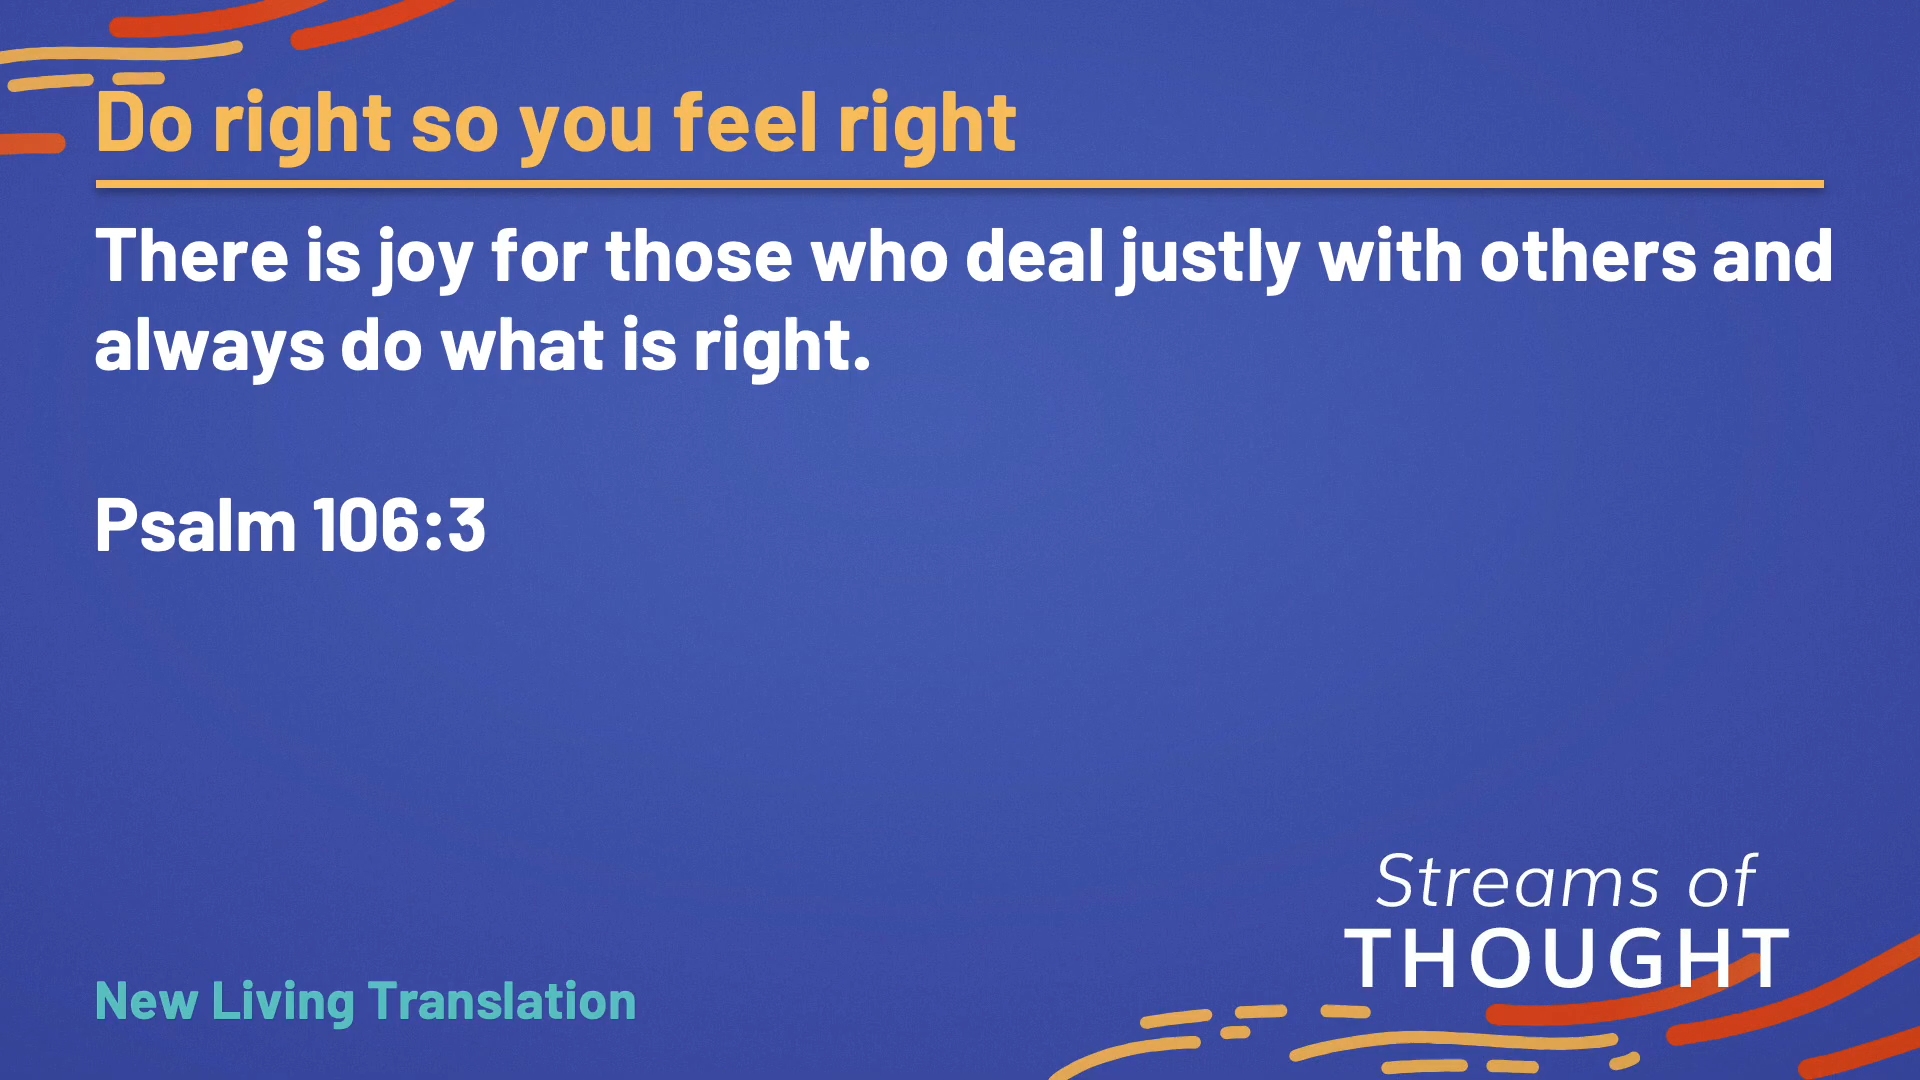 Do right so you feel right
There is joy for those who deal justly with others and
always do what is right.
Psalm 106:3
Streams of
THOUGHT
New Living Translation